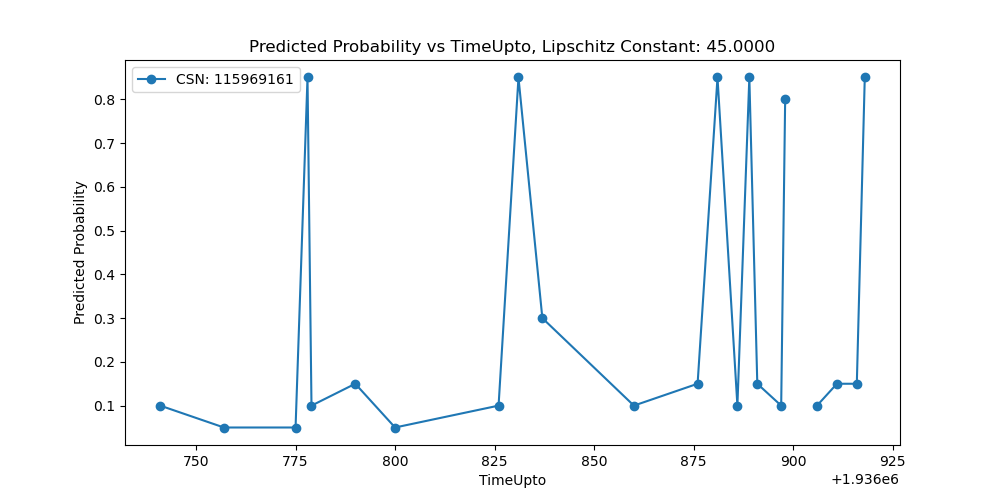 Predicted Probability vs TimeUpto, Lipschitz Constant: 45.0000
CSN: 115969161
Predicted Probability
0.8
0.7
0.6
0.5
0.4
0.3
0.2
0.1
750 775 800 825 850 875 900 925
TimeUpto
+1.936e6